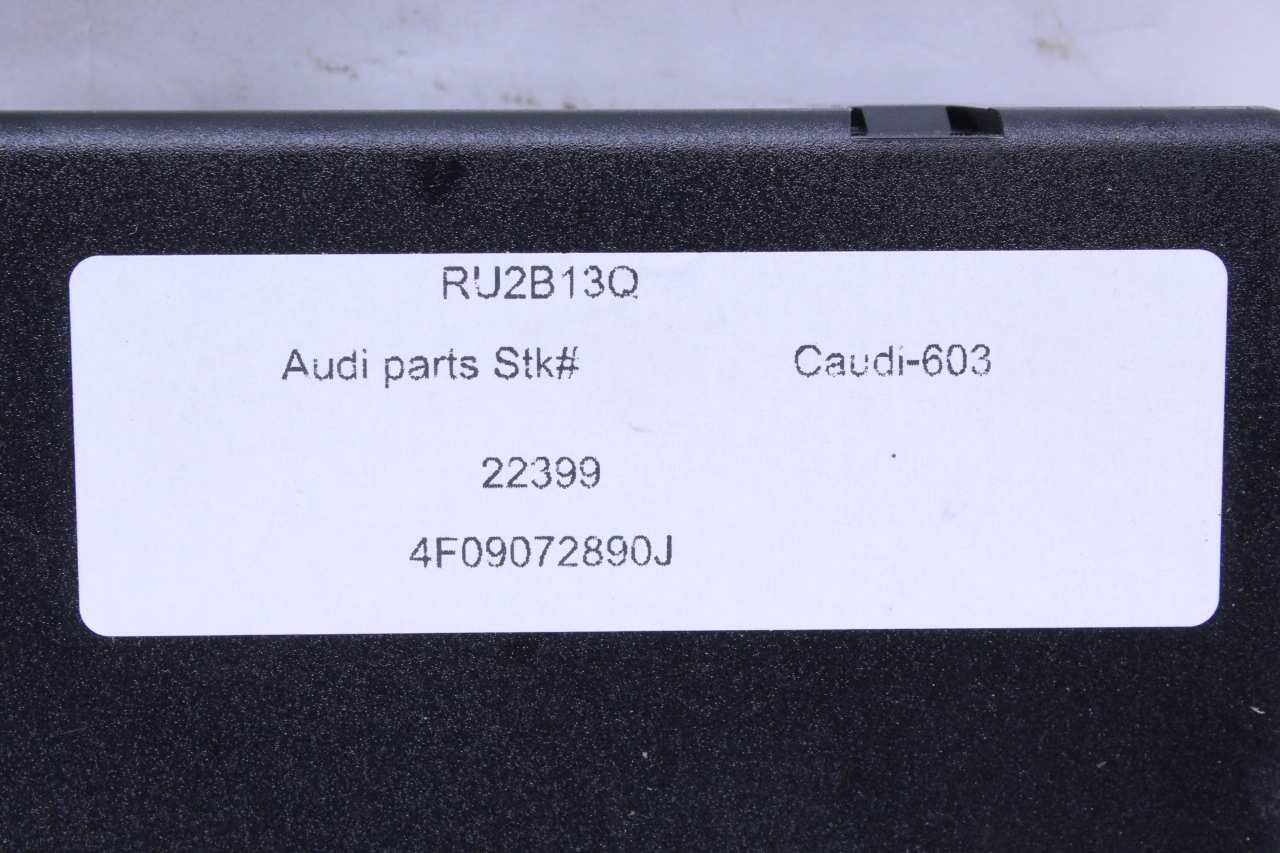 RU2B13Q
Audi parts Stk# Caudi-603
22399
4F09072890J